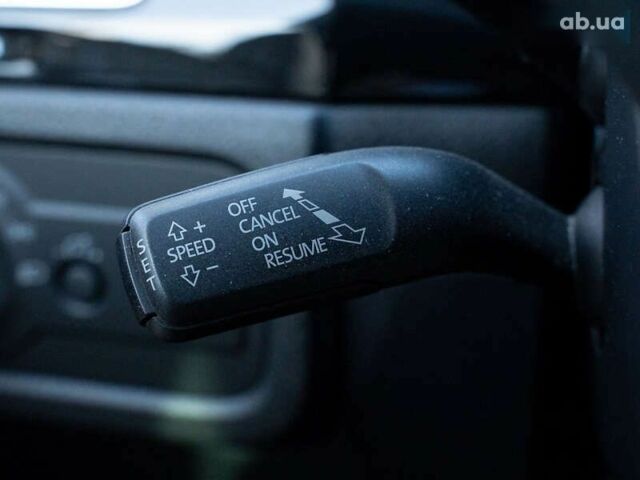 ab.ua
SET
+
SPEED
−
OFF
CANCEL
ON
RESUME